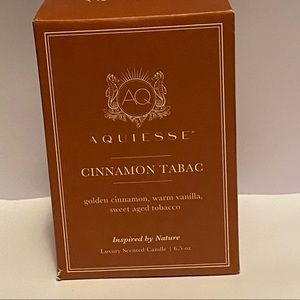 AQ
AQUIESSE®
CINNAMON TABAC
golden cinnamon, warm vanilla,
sweet aged tobacco
Inspired by Nature
Luxury Scented Candle | 6.5 oz